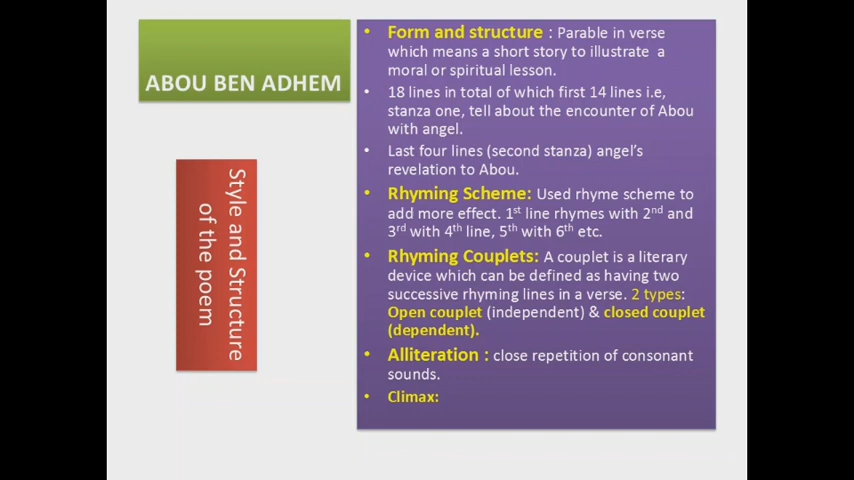 ABOU BEN ADHEM
Style and Structure
of the poem
• Form and structure : Parable in verse
which means a short story to illustrate a
moral or spiritual lesson.
• 18 lines in total of which first 14 lines i.e,
stanza one, tell about the encounter of Abou
with angel.
• Last four lines (second stanza) angel's
revelation to Abou.
• Rhyming Scheme: Used rhyme scheme to
add more effect. 1st line rhymes with 2nd and
3rd with 4th line, 5th with 6th etc.
• Rhyming Couplets: A couplet is a literary
device which can be defined as having two
successive rhyming lines in a verse. 2 types:
Open couplet (independent) & closed couplet
(dependent).
• Alliteration : close repetition of consonant
sounds.
• Climax: